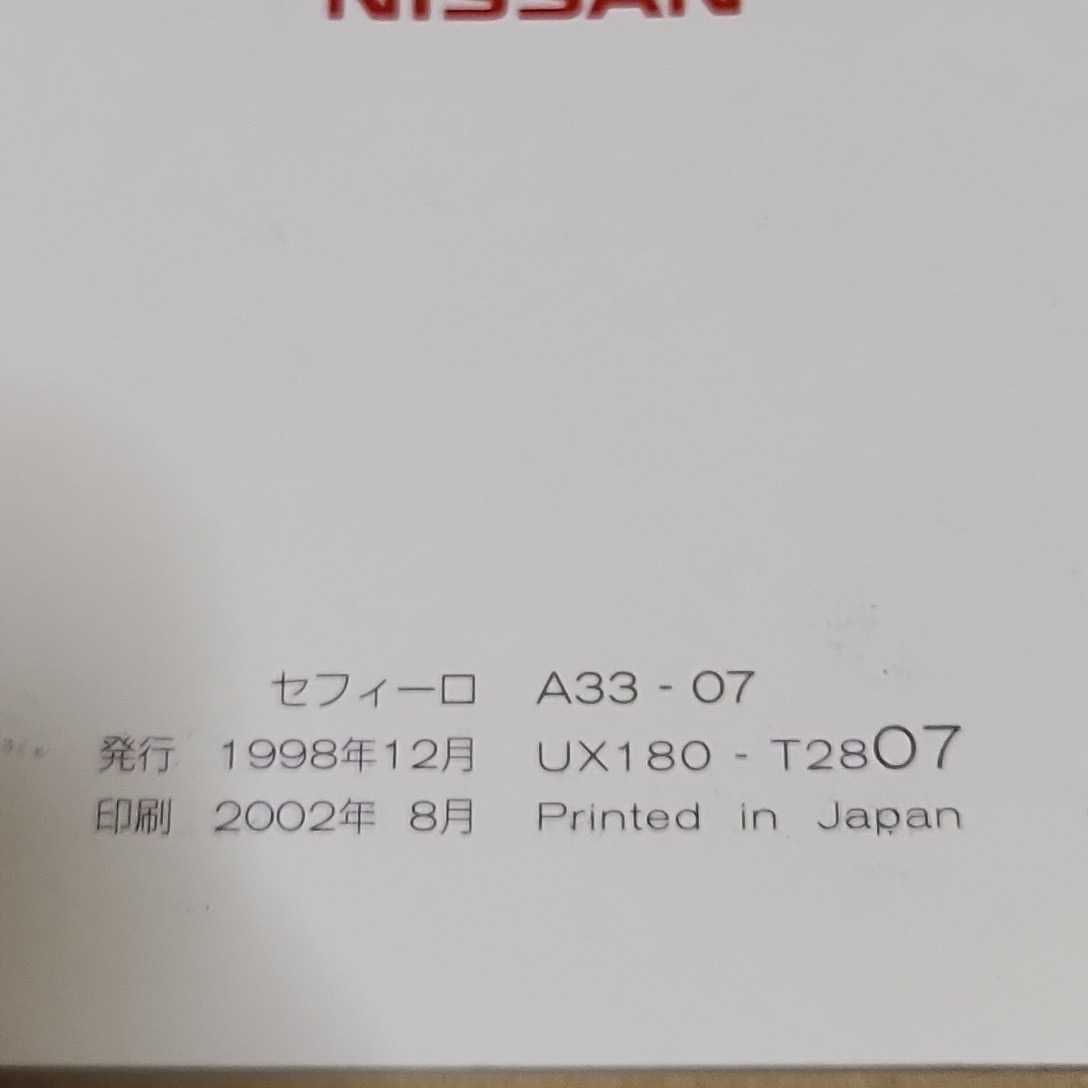 NISSAN
セフィーロ A33 - 07
発行 1998年12月 UX180 - T2807
印刷 2002年 8月 Printed in Japan